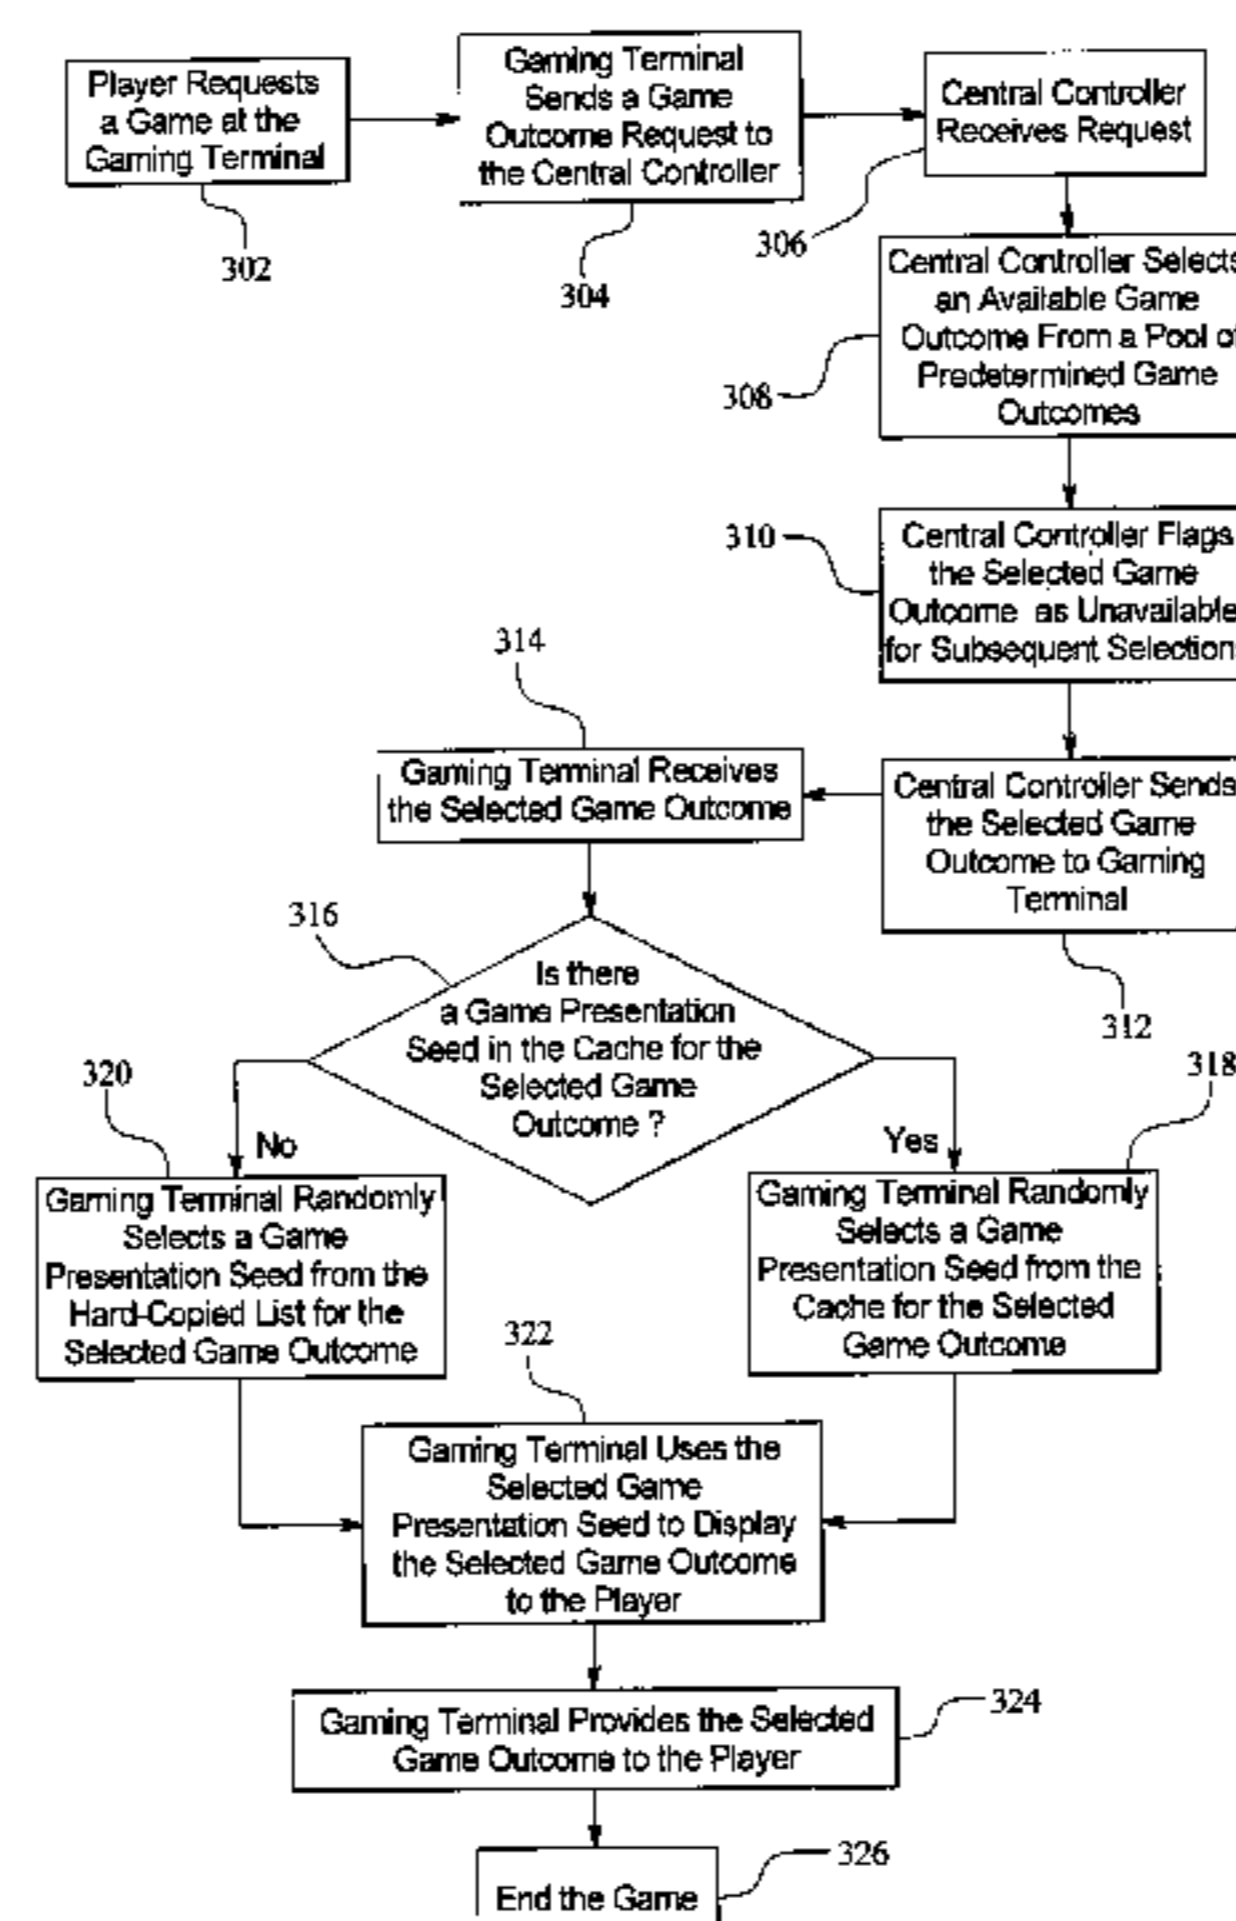 Player Requests
a Game at the
Gaming Terminal
302
Gaming Terminal
Sends a Game
Outcome Request to
the Central Controller
304
Central Controller
Receives Request
306
Central Controller Selects
an Available Game
Outcome From a Pool of
Predetermined Game
Outcomes
308
Central Controller Flags
the Selected Game
Outcome as Unavailable
for Subsequent Selections
310
Central Controller Sends
the Selected Game
Outcome to Gaming
Terminal
312
314
Gaming Terminal Receives
the Selected Game Outcome
316
Is there
a Game Presentation
Seed in the Cache for the
Selected Game
Outcome ?
No
Yes
320
Gaming Terminal Randomly
Selects a Game
Presentation Seed from the
Hard-Copied List for the
Selected Game Outcome
318
Gaming Terminal Randomly
Selects a Game
Presentation Seed from the
Cache for the Selected
Game Outcome
322
Gaming Terminal Uses the
Selected Game
Presentation Seed to Display
the Selected Game Outcome
to the Player
Gaming Terminal Provides the Selected
Game Outcome to the Player
324
End the Game
326